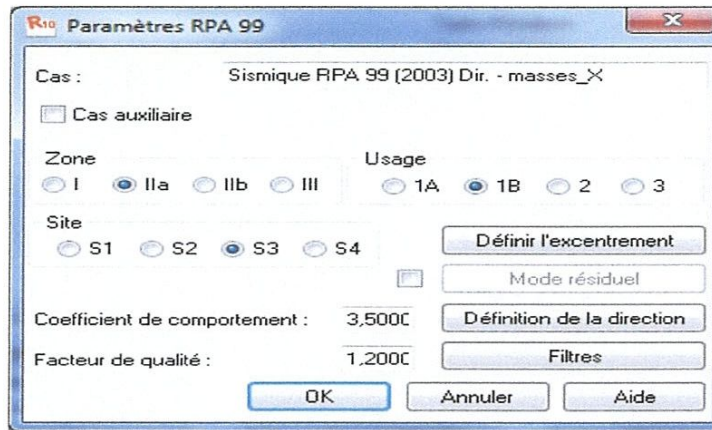 R10 Paramètres RPA 99
Cas : Sismique RPA 99 (2003) Dir. - masses_X
Cas auxiliaire
Zone Usage
I IIa IIb III 1A 1B 2 3
Site
S1 S2 S3 S4 Définir l'excentrement
Mode résiduel
Coefficient de comportement : 3,5000 Définition de la direction
Facteur de qualité : 1,2000 Filtres
OK Annuler Aide